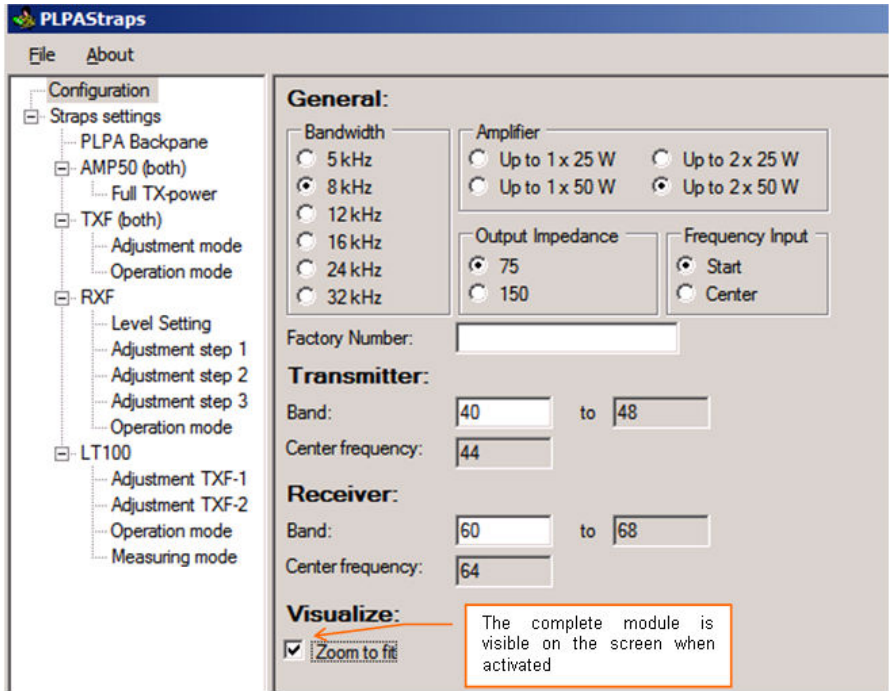 PLPAStraps
File About
Configuration
Straps settings
PLPA Backpane
AMP50 (both)
Full TX-power
TXF (both)
Adjustment mode
Operation mode
RXF
Level Setting
Adjustment step 1
Adjustment step 2
Adjustment step 3
Operation mode
LT100
Adjustment TXF-1
Adjustment TXF-2
Operation mode
Measuring mode
General:
Bandwidth
5 kHz
8 kHz
12 kHz
16 kHz
24 kHz
32 kHz
Amplifier
Up to 1 x 25 W Up to 2 x 25 W
Up to 1 x 50 W Up to 2 x 50 W
Output Impedance
75
150
Frequency Input
Start
Center
Factory Number:
Transmitter:
Band: 40 to 48
Center frequency: 44
Receiver:
Band: 60 to 68
Center frequency: 64
Visualize:
Zoom to fit
The complete module is
visible on the screen when
activated